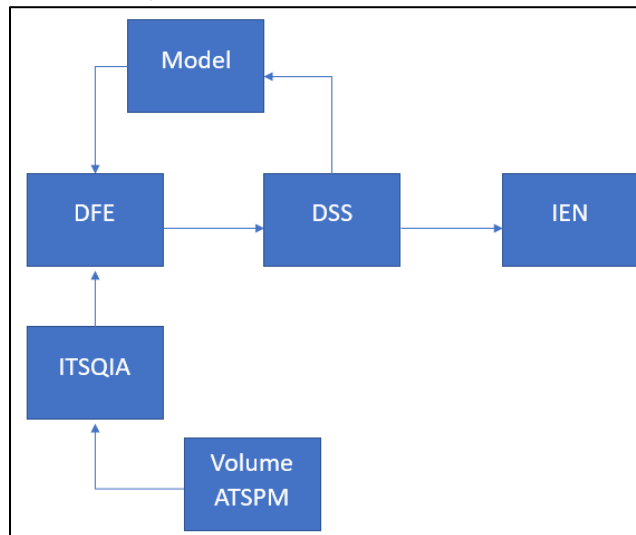 Model
DFE
DSS
IEN
ITSQIA
Volume
ATSPM